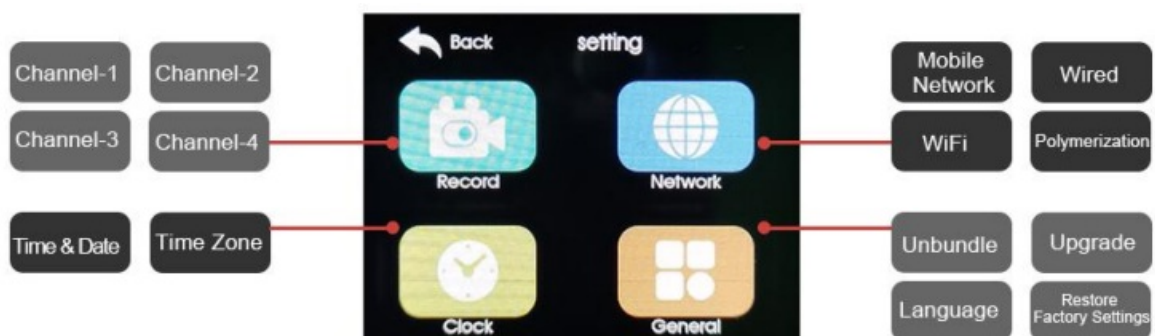 Back setting
Channel-1 Channel-2
Channel-3 Channel-4
Record Network
Mobile
Network
Wired
WiFi Polymerization
Time & Date Time Zone
Clock General
Unbundle Upgrade
Language
Restore
Factory Settings